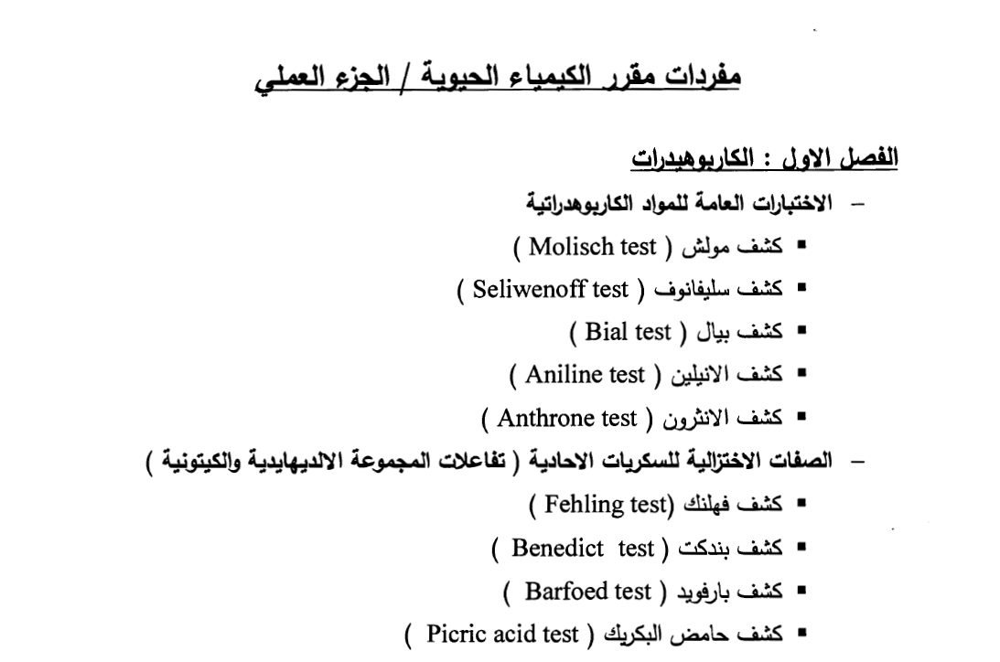 مفردات مقرر الكيمياء الحيوية / الجزء العملي
الفصل الاول : الكاربوهيدرات
– الاختبارات العامة للمواد الكاربوهدراتية
▪ كشف مولش ( Molisch test )
▪ كشف سليفانوف ( Seliwenoff test )
▪ كشف بيال ( Bial test )
▪ كشف الانيلين ( Aniline test )
▪ كشف الانثرون ( Anthrone test )
– الصفات الاختزالية للسكريات الاحادية ( تفاعلات المجموعة الالديهايدية والكيتونية )
▪ كشف فهلنك (Fehling test )
▪ كشف بندكت ( Benedict test )
▪ كشف بارفويد ( Barfoed test )
▪ كشف حامض البكريك ( Picric acid test )